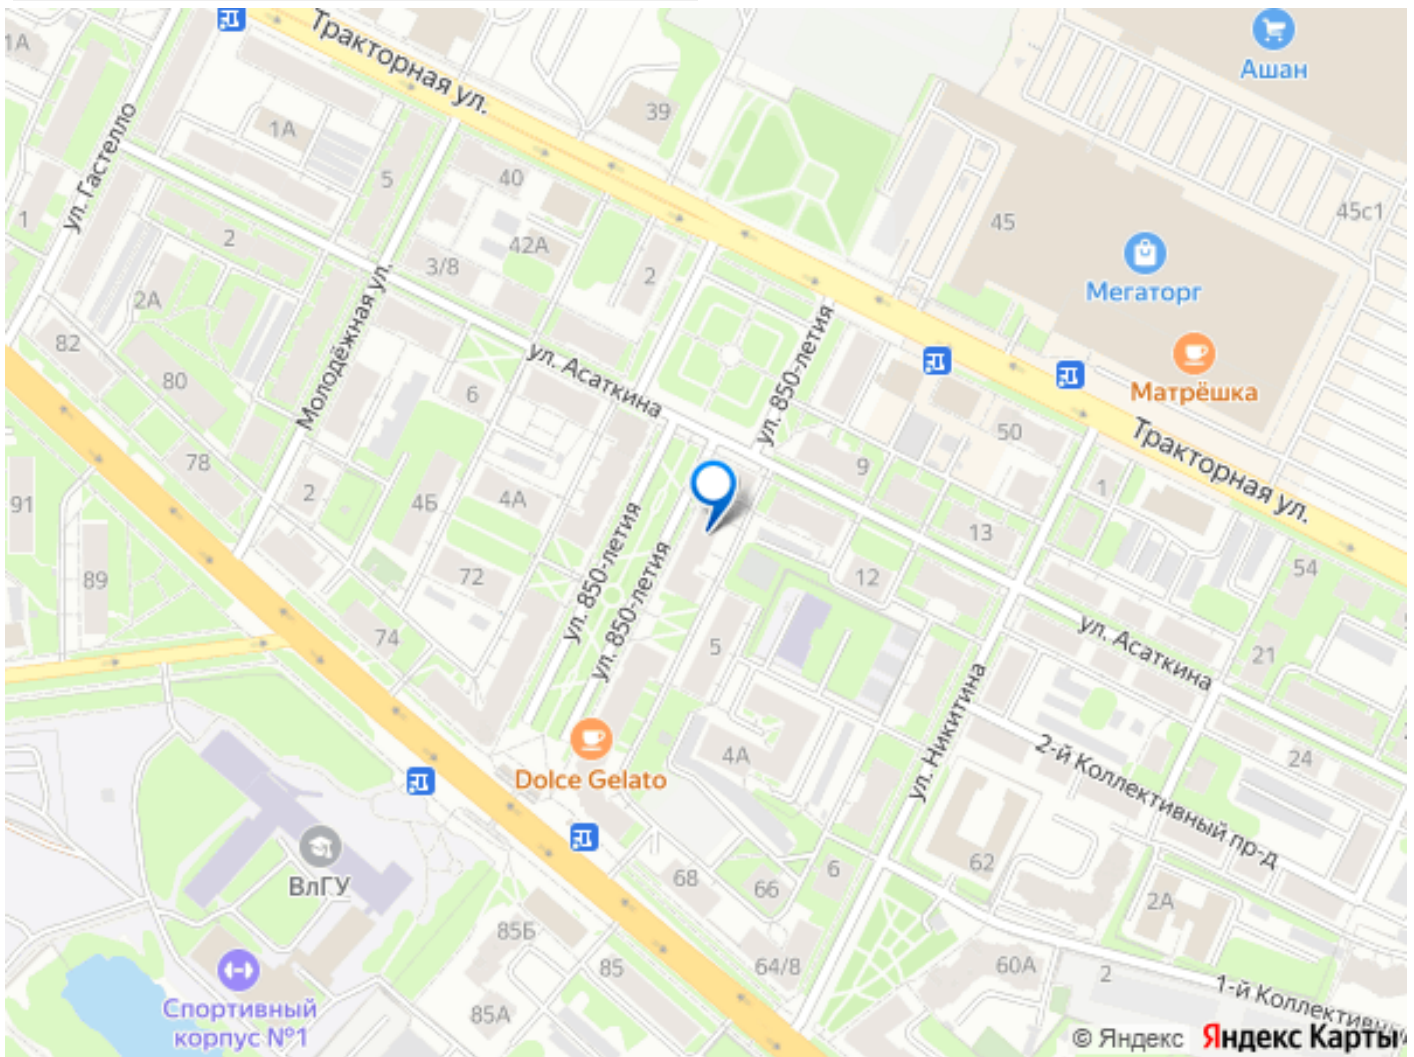 1А
Тракторная ул.
Ашан
39
ул. Гастелло
1А
5
40
45с1
45
1
2
42А
3/8
2
Мегаторг
2А
Молодёжная ул.
82
ул. Асаткина
ул. 850-летия
Матрёшка
80
6
50
Тракторная ул.
78
9
1
91
2
4Б
4А
13
ул. 850-летия
ул. 850-летия
89
72
12
54
74
5
ул. Асаткина
21
ул. Никитина
4А
2-й Коллективный пр-д
24
Dolce Gelato
ВлГУ
68
66
6
62
2А
85Б
85
64/8
60А
2
1-й Коллективны
Спортивный
корпус №1
85А
© Яндекс Яндекс Карты